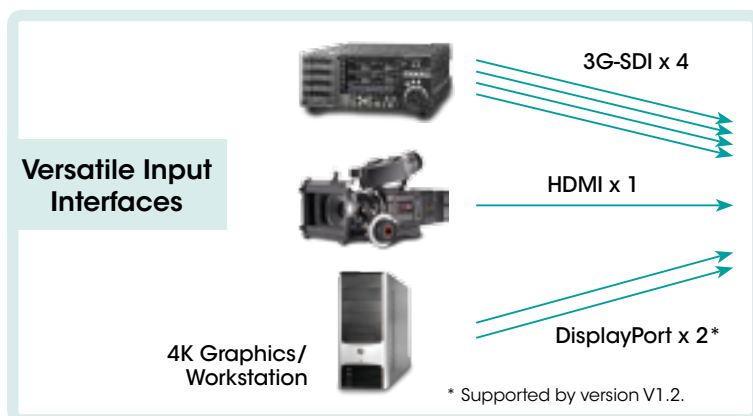 3G-SDI x 4
Versatile Input
Interfaces
HDMI x 1
4K Graphics/
Workstation
DisplayPort x 2*
* Supported by version V1.2.